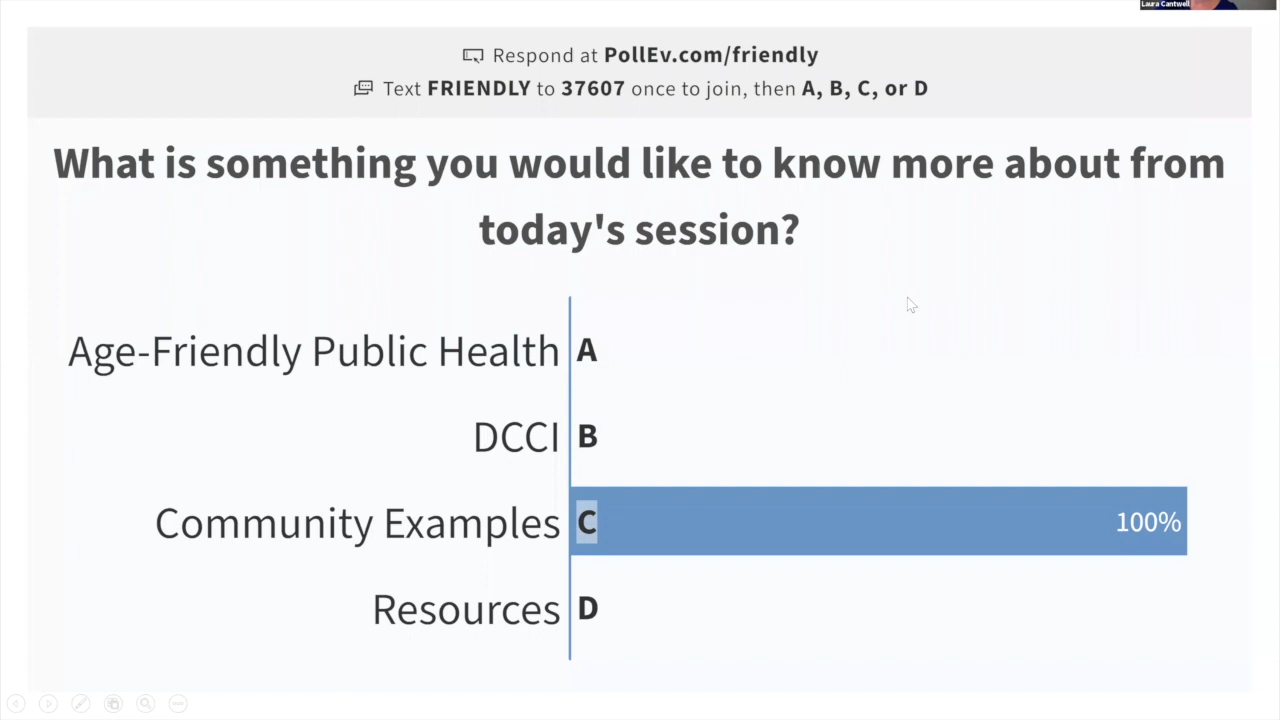 Laura Cantwell
Respond at PollEv.com/friendly
Text FRIENDLY to 37607 once to join, then A, B, C, or D
What is something you would like to know more about from
today's session?
Age-Friendly Public Health A
DCCI B
Community Examples C 100%
Resources D